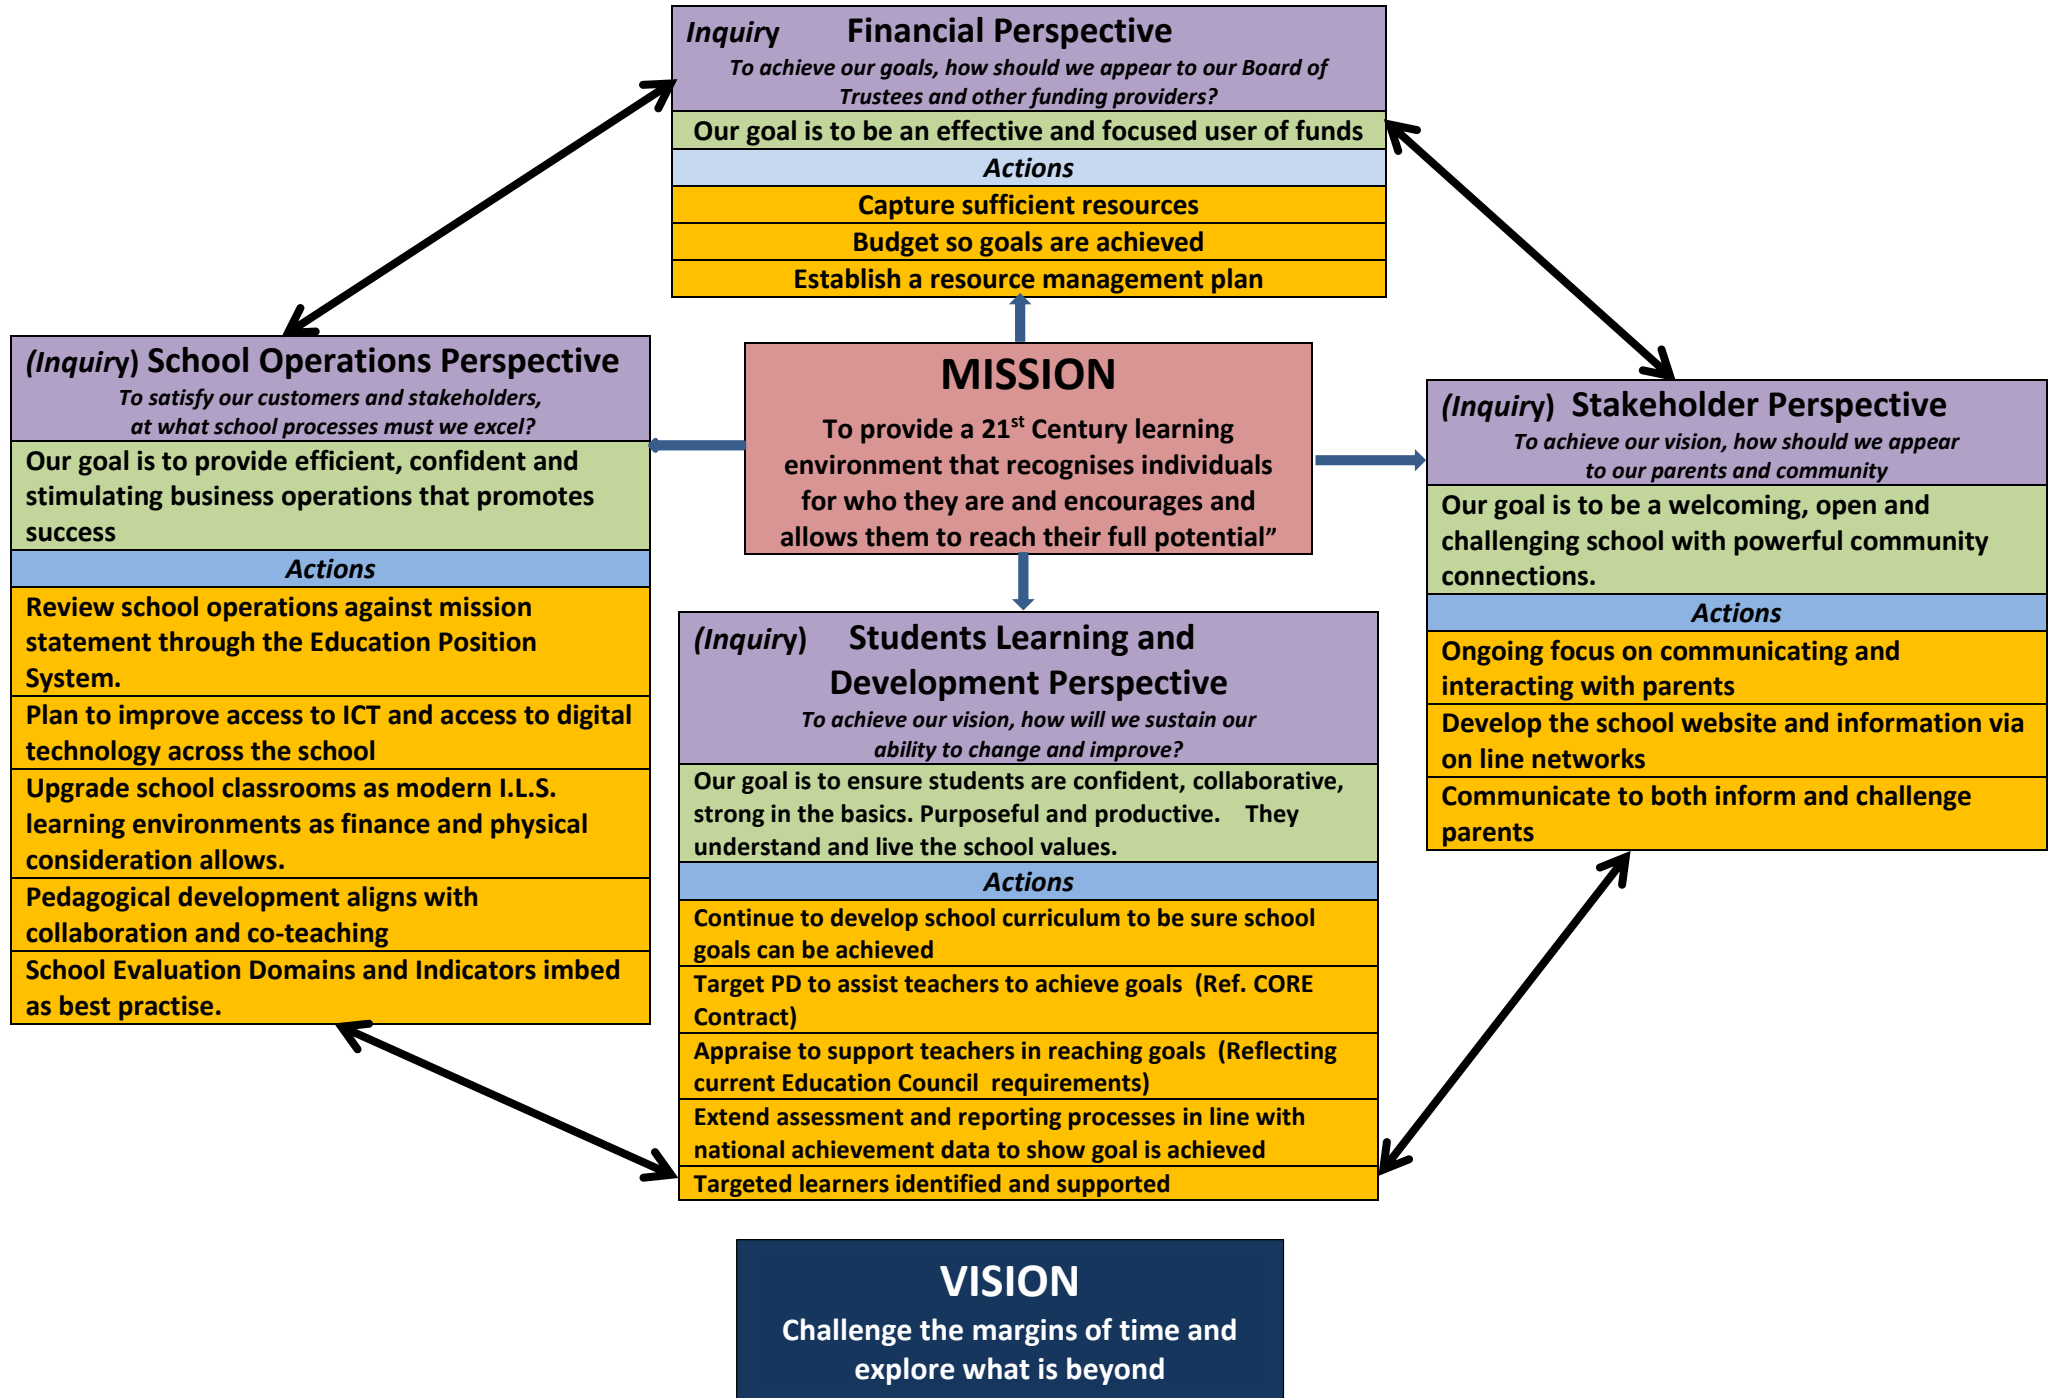 Inquiry Financial Perspective
To achieve our goals, how should we appear to our Board of
Trustees and other funding providers?
Our goal is to be an effective and focused user of funds
Actions
Capture sufficient resources
Budget so goals are achieved
Establish a resource management plan
(Inquiry) School Operations Perspective
To satisfy our customers and stakeholders,
at what school processes must we excel?
Our goal is to provide efficient, confident and
stimulating business operations that promotes
success
Actions
Review school operations against mission
statement through the Education Position
System.
Plan to improve access to ICT and access to digital
technology across the school
Upgrade school classrooms as modern I.L.S.
learning environments as finance and physical
consideration allows.
Pedagogical development aligns with
collaboration and co-teaching
School Evaluation Domains and Indicators imbed
as best practise.
MISSION
To provide a 21st Century learning
environment that recognises individuals
for who they are and encourages and
allows them to reach their full potential”
(Inquiry) Stakeholder Perspective
To achieve our vision, how should we appear
to our parents and community
Our goal is to be a welcoming, open and
challenging school with powerful community
connections.
Actions
Ongoing focus on communicating and
interacting with parents
Develop the school website and information via
on line networks
Communicate to both inform and challenge
parents
(Inquiry) Students Learning and
Development Perspective
To achieve our vision, how will we sustain our
ability to change and improve?
Our goal is to ensure students are confident, collaborative,
strong in the basics. Purposeful and productive. They
understand and live the school values.
Actions
Continue to develop school curriculum to be sure school
goals can be achieved
Target PD to assist teachers to achieve goals (Ref. CORE
Contract)
Appraise to support teachers in reaching goals (Reflecting
current Education Council requirements)
Extend assessment and reporting processes in line with
national achievement data to show goal is achieved
Targeted learners identified and supported
VISION
Challenge the margins of time and
explore what is beyond